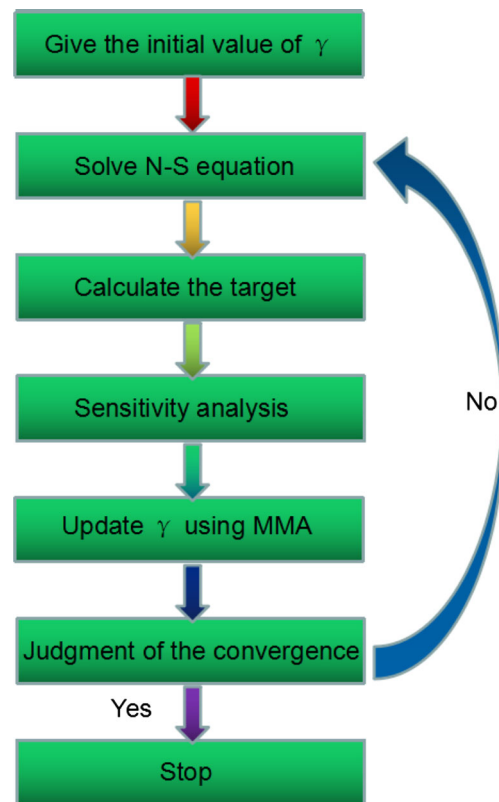 Give the initial value of γ
Solve N-S equation
Calculate the target
Sensitivity analysis
No
Update γ using MMA
Judgment of the convergence
Yes
Stop